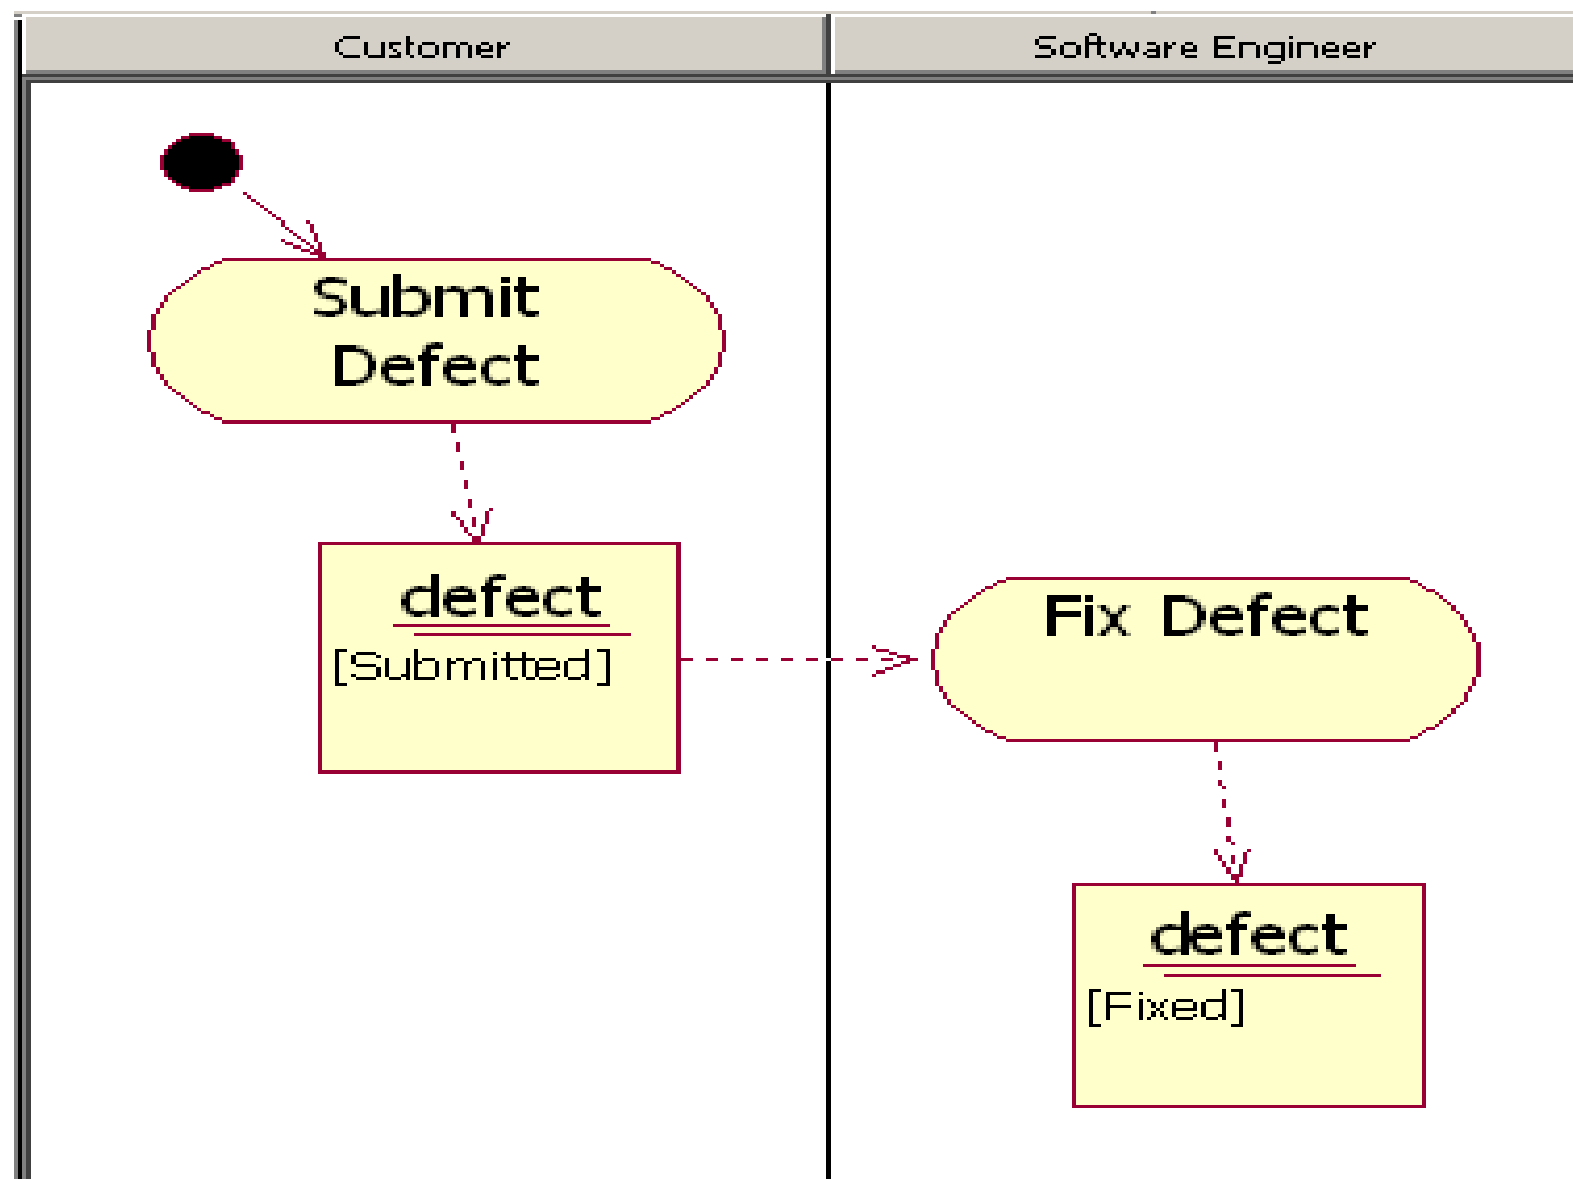 Customer
Software Engineer
Submit
Defect
defect
[Submitted]
Fix Defect
defect
[Fixed]